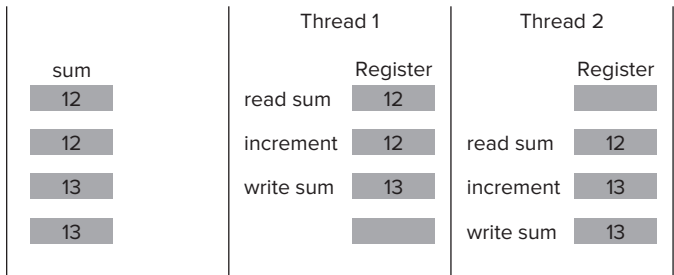 Thread 1 Thread 2
sum Register Register
12 read sum 12
12 increment 12 read sum 12
13 write sum 13 increment 13
13 write sum 13